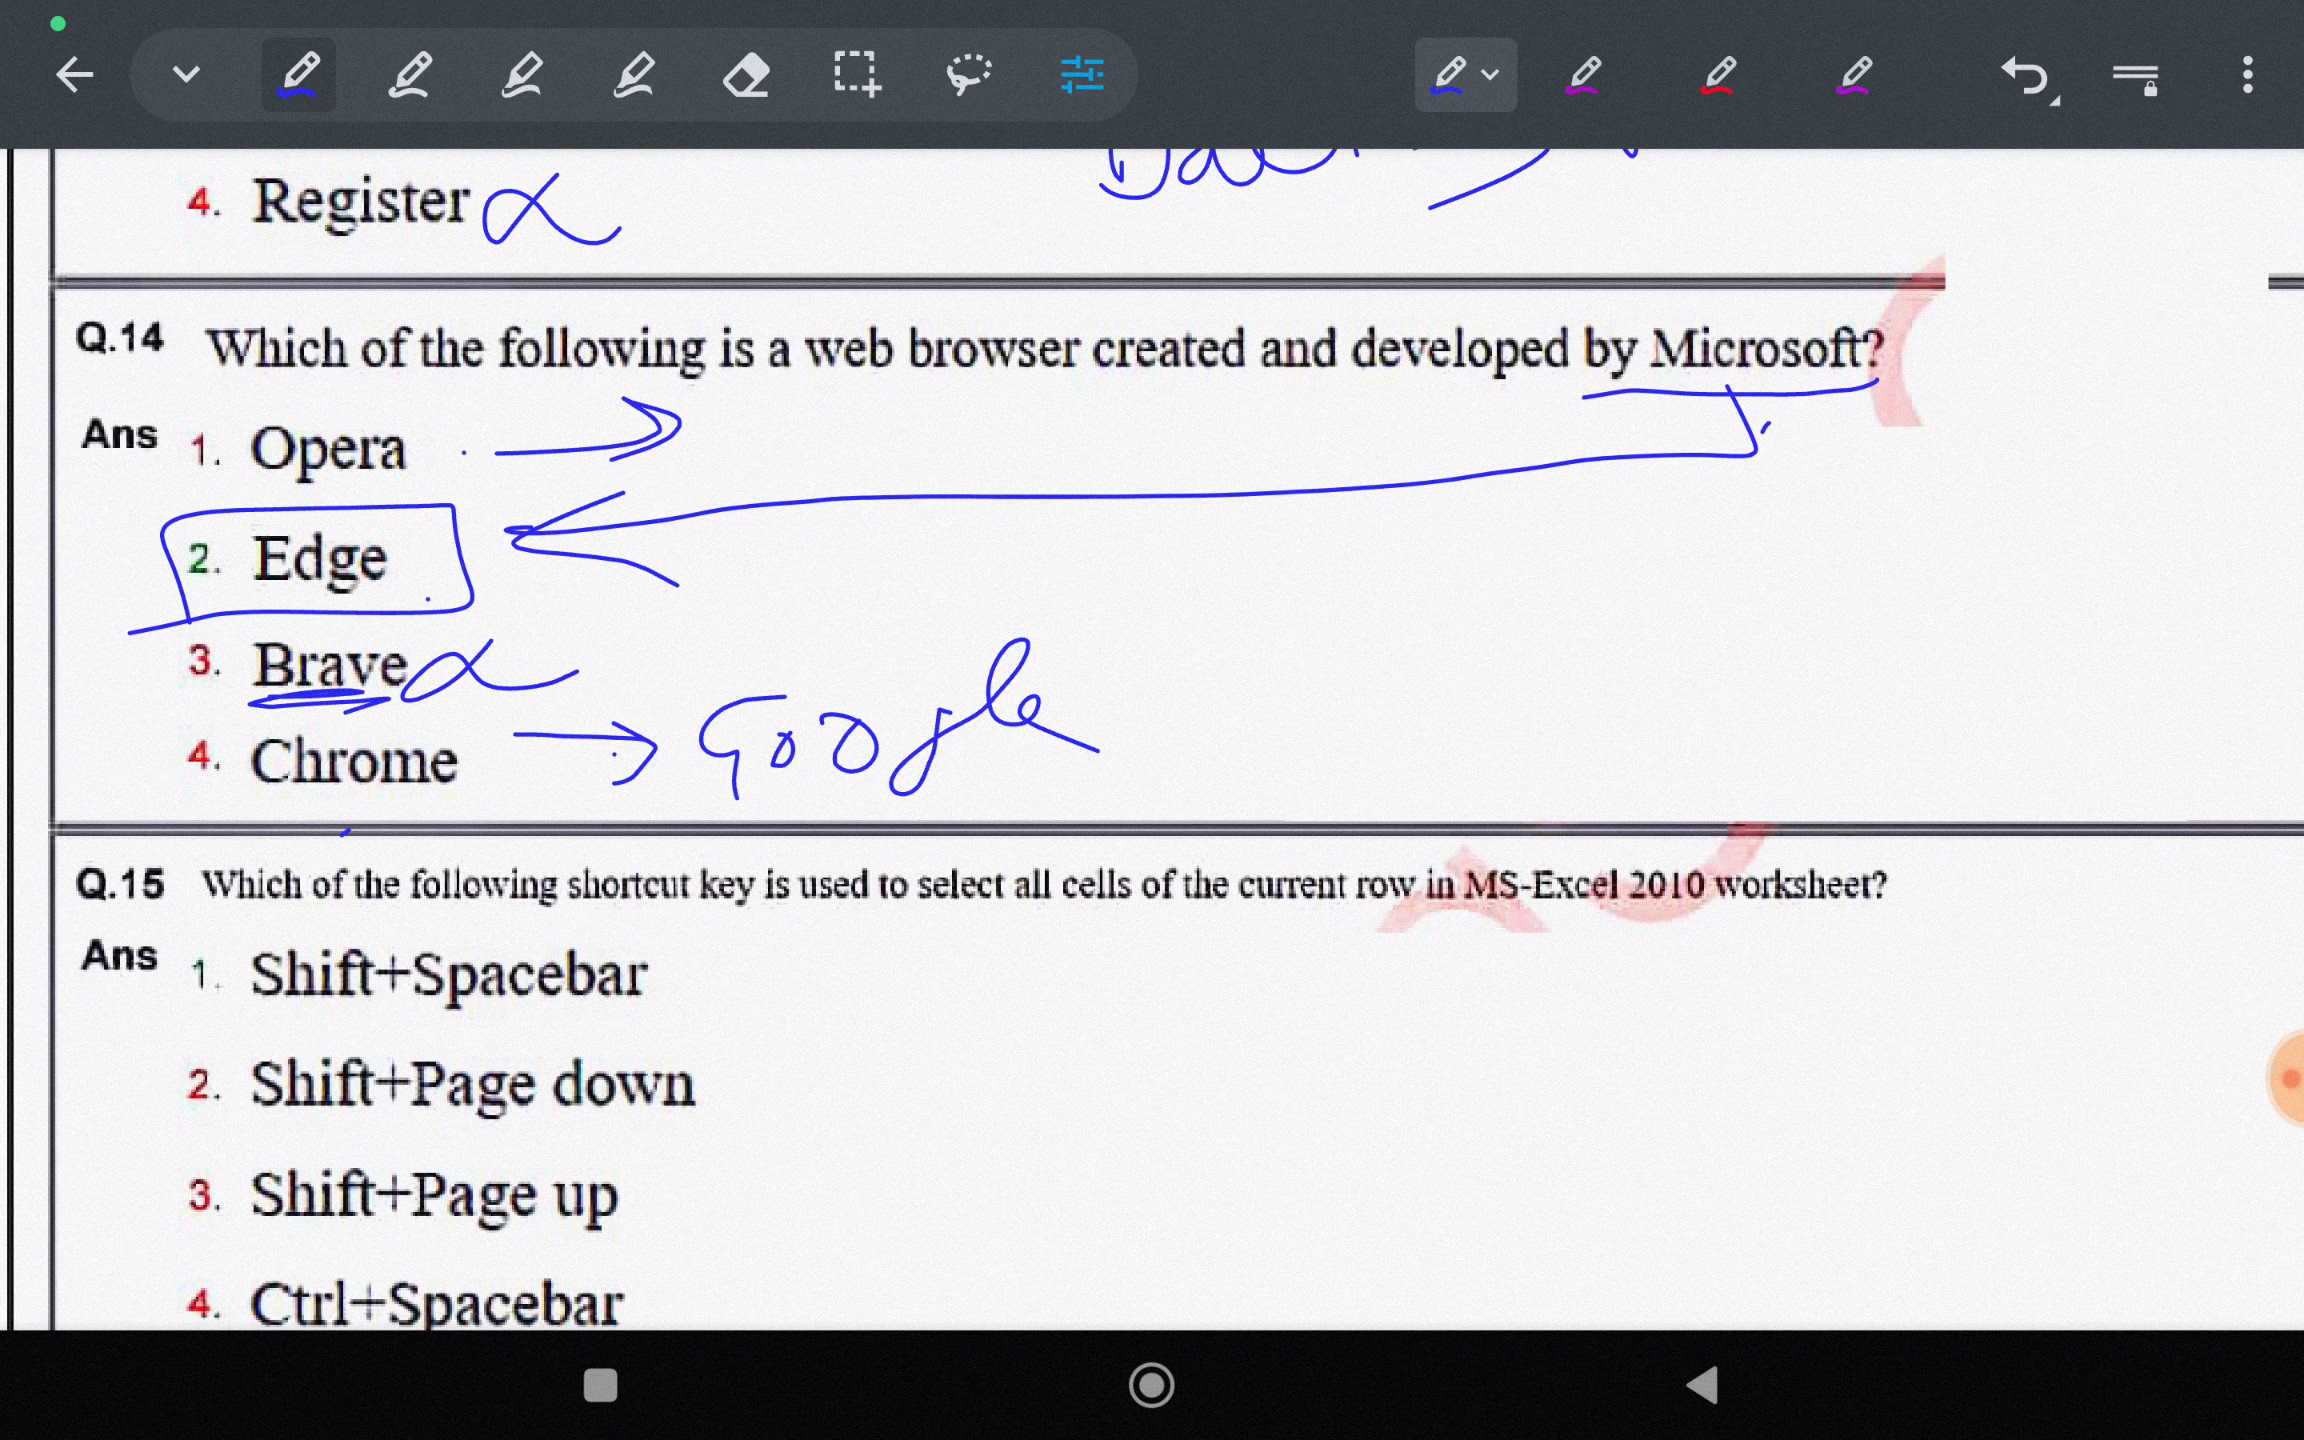 4. Register
Q.14 Which of the following is a web browser created and developed by Microsoft?
Ans 1. Opera
2. Edge
3. Brave
4. Chrome → Google
Q.15 Which of the following shortcut key is used to select all cells of the current row in MS-Excel 2010 worksheet?
Ans 1. Shift+Spacebar
2. Shift+Page down
3. Shift+Page up
4. Ctrl+Spacebar